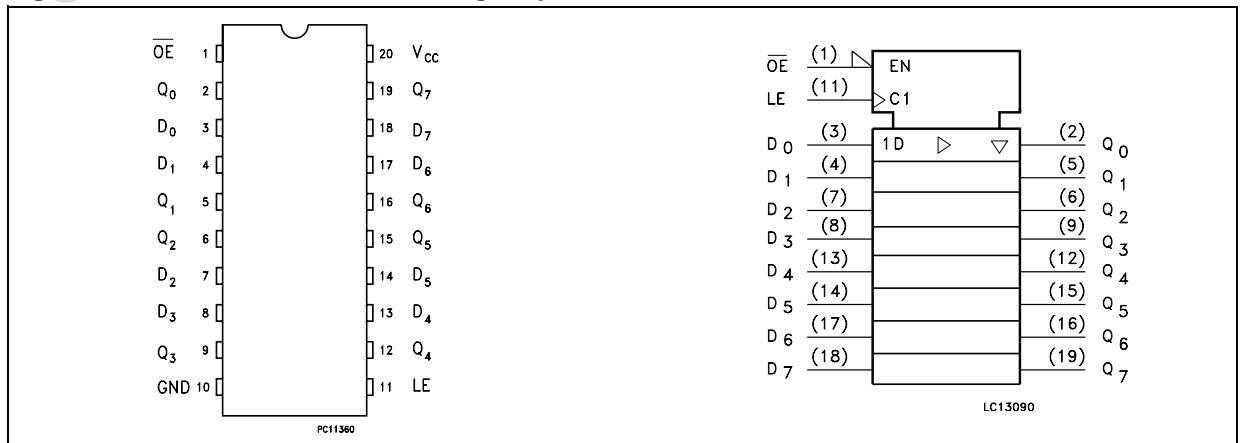 OE 1 20 VCC
Q0 2 19 Q7
D0 3 18 D7
D1 4 17 D6
Q1 5 16 Q6
Q2 6 15 Q5
D2 7 14 D5
D3 8 13 D4
Q3 9 12 Q4
GND 10 11 LE
PC11360
OE (1) EN
LE (11) C1
D0 (3) 1D (2) Q0
D1 (4) (5) Q1
D2 (7) (6) Q2
D3 (8) (9) Q3
D4 (13) (12) Q4
D5 (14) (15) Q5
D6 (17) (16) Q6
D7 (18) (19) Q7
LC13090